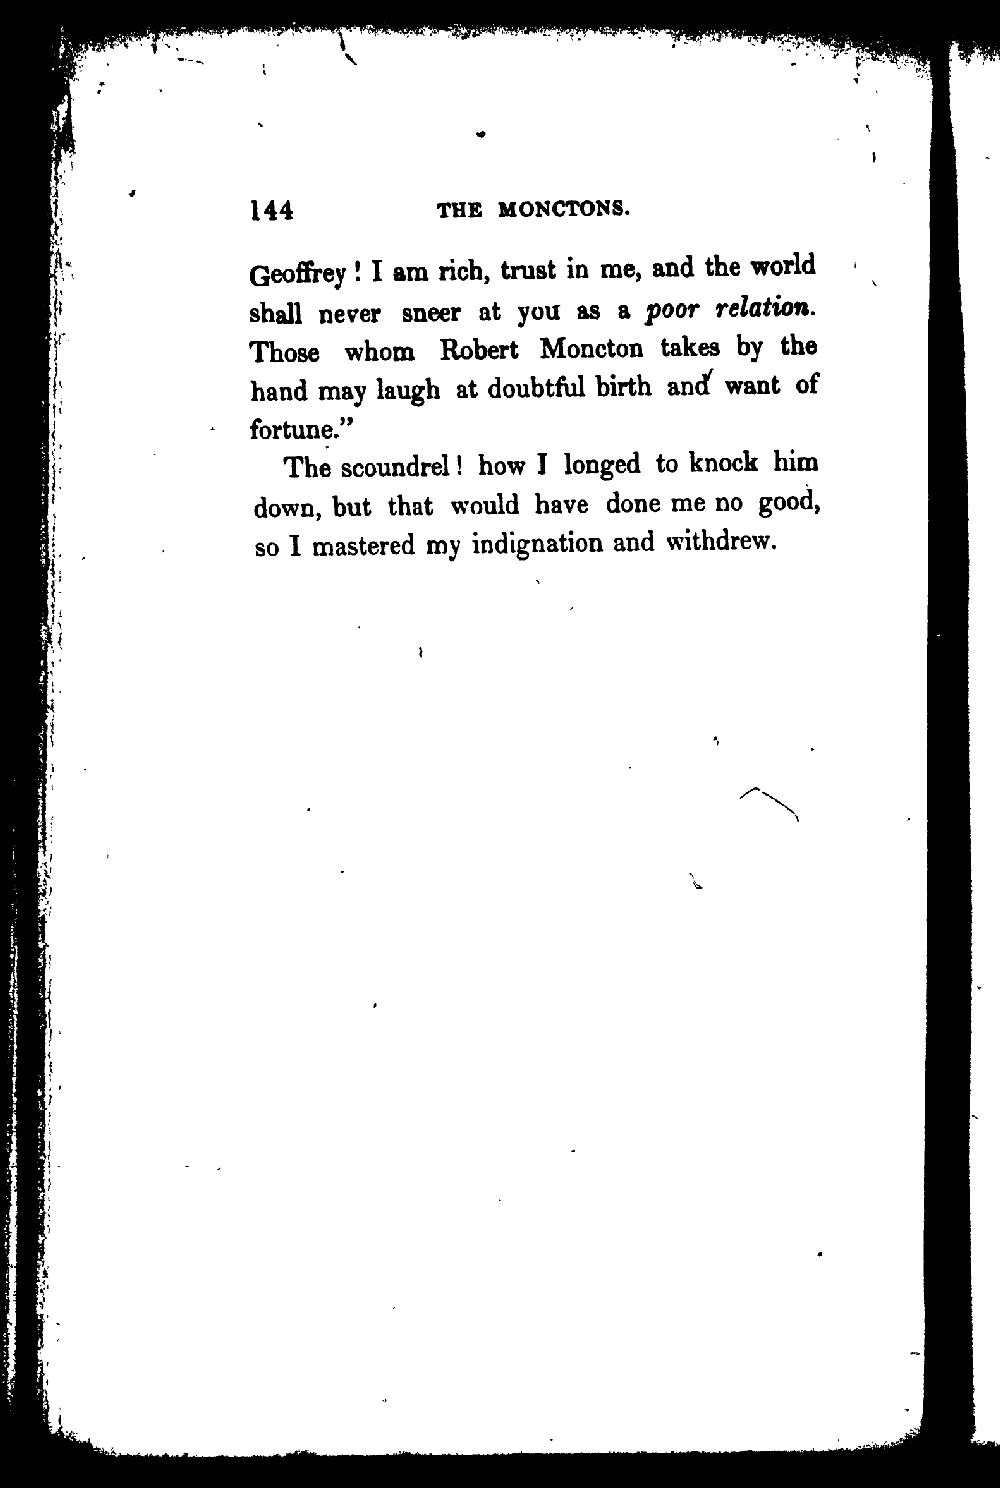 144 THE MONCTONS.
Geoffrey ! I am rich, trust in me, and the world
shall never sneer at you as a poor relation.
Those whom Robert Moncton takes by the
hand may laugh at doubtful birth and want of
fortune.”
The scoundrel ! how I longed to knock him
down, but that would have done me no good,
so I mastered my indignation and withdrew.